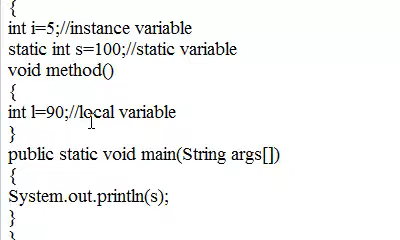 {
int i=5;//instance variable
static int s=100;//static variable
void method()
{
int l=90;//local variable
}
public static void main(String args[])
{
System.out.println(s);
}
}